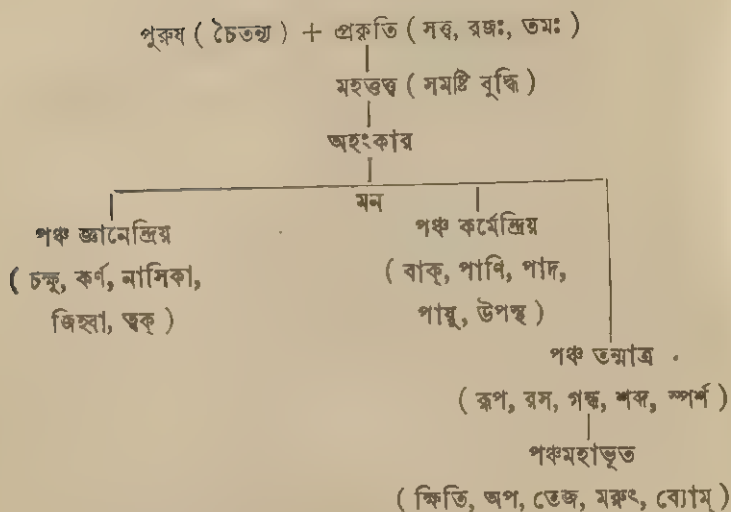 পুরুষ ( চৈতন্য ) + প্রকৃতি ( সত্ত্ব, রজঃ, তমঃ )
মহত্তত্ত্ব ( সমষ্টি বুদ্ধি )
অহংকার
মন
পঞ্চ জ্ঞানেন্দ্রিয়
( চক্ষু, কর্ণ, নাসিকা,
জিহ্বা, ত্বক্ )
পঞ্চ কর্মেন্দ্রিয়
( বাক্, পাণি, পাদ,
পায়ু, উপস্থ )
পঞ্চ তন্মাত্র
( রূপ, রস, গন্ধ, শব্দ, স্পর্শ )
পঞ্চমহাভূত
( ক্ষিতি, অপ, তেজ, মরুৎ, ব্যোম্ )